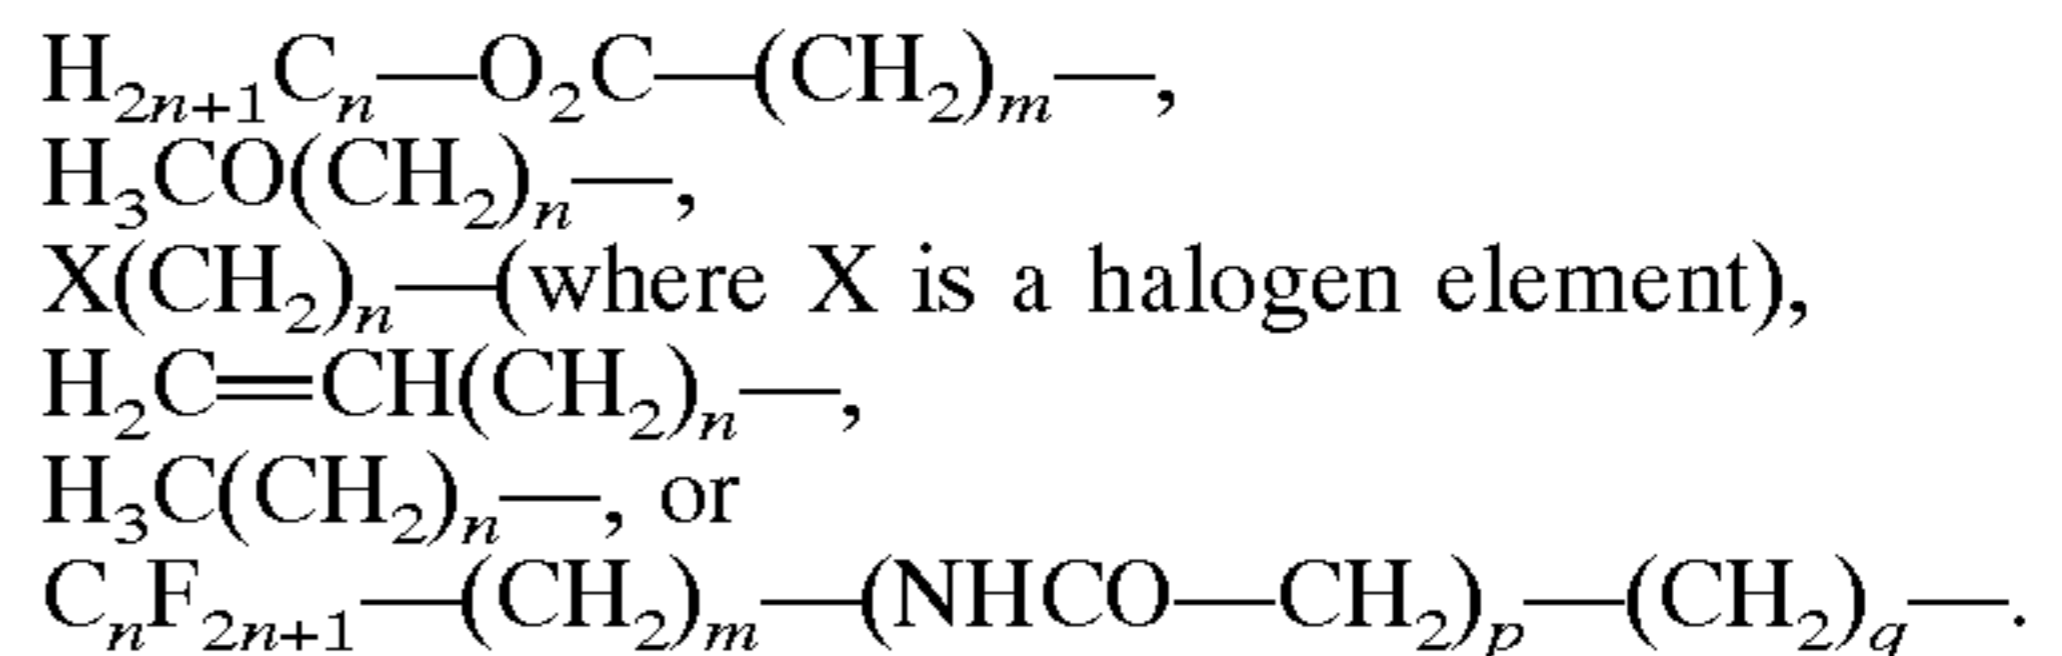 H₂ₙ₊₁Cₙ—O₂C—(CH₂)ₘ—,
H₃CO(CH₂)ₙ—,
X(CH₂)ₙ—(where X is a halogen element),
H₂C=CH(CH₂)ₙ—,
H₃C(CH₂)ₙ—, or
CₙF₂ₙ₊₁—(CH₂)ₘ—(NHCO—CH₂)ₚ—(CH₂)_q—.